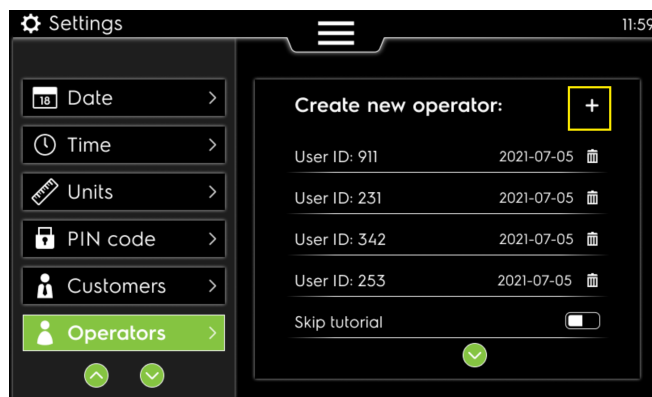 Settings
11:59
18 Date
Time
Units
PIN code
Customers
Operators
Create new operator: +
User ID: 911 2021-07-05
User ID: 231 2021-07-05
User ID: 342 2021-07-05
User ID: 253 2021-07-05
Skip tutorial